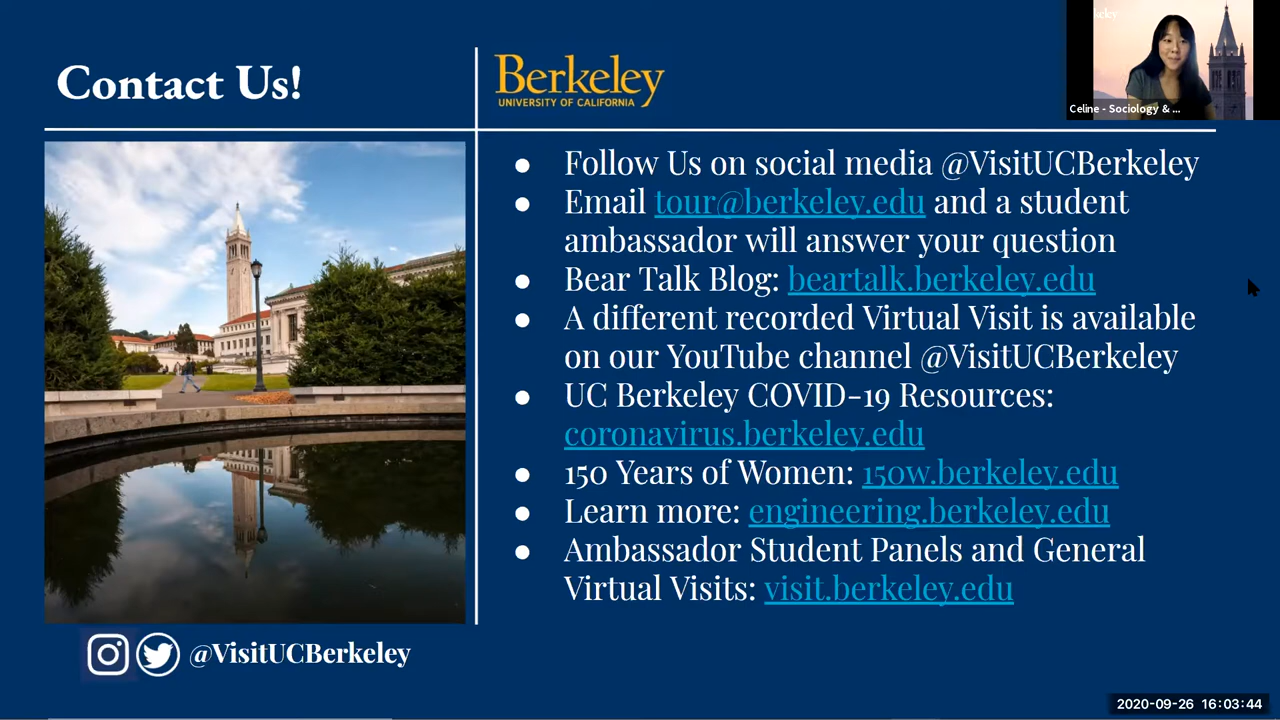 Contact Us!
Berkeley
UNIVERSITY OF CALIFORNIA
Celine - Sociology & ...
● Follow Us on social media @VisitUCBerkeley
● Email tour@berkeley.edu and a student
ambassador will answer your question
● Bear Talk Blog: beartalk.berkeley.edu
● A different recorded Virtual Visit is available
on our YouTube channel @VisitUCBerkeley
● UC Berkeley COVID-19 Resources:
coronavirus.berkeley.edu
● 150 Years of Women: 150w.berkeley.edu
● Learn more: engineering.berkeley.edu
● Ambassador Student Panels and General
Virtual Visits: visit.berkeley.edu
@VisitUCBerkeley
2020-09-26 16:03:44